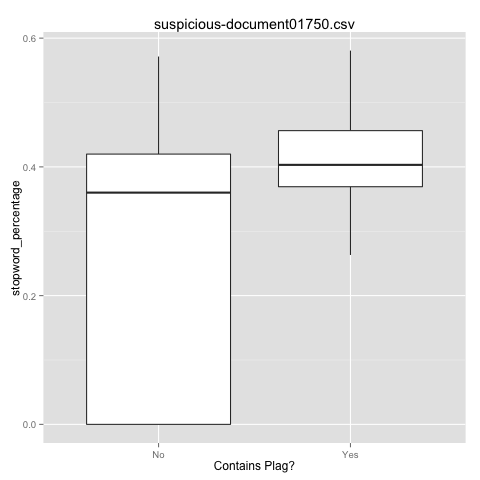 suspicious-document01750.csv
0.6
0.4
0.2
0.0
stopword_percentage
No
Yes
Contains Plag?